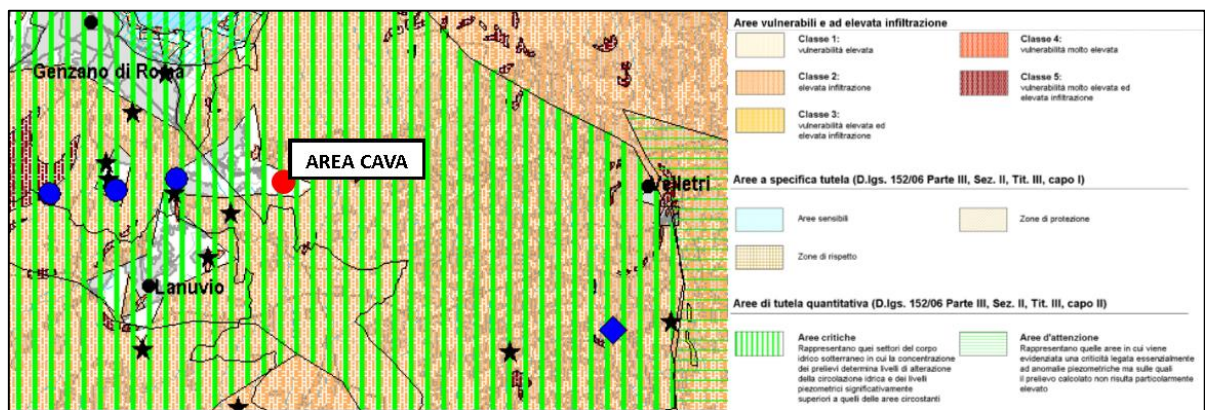 Genzano di Roma
AREA CAVA
Velletri
Lanuvio
Aree vulnerabili e ad elevata infiltrazione
Classe 1:
vulnerabilità elevata
Classe 4:
vulnerabilità molto elevata
Classe 2:
elevata infiltrazione
Classe 5:
vulnerabilità molto elevata ed
elevata infiltrazione
Classe 3:
vulnerabilità elevata ed
elevata infiltrazione
Aree a specifica tutela (D.lgs. 152/06 Parte III, Sez. II, Tit. III, capo I)
Aree sensibili
Zone di protezione
Zone di rispetto
Aree di tutela quantitativa (D.lgs. 152/06 Parte III, Sez. II, Tit. III, capo II)
Aree critiche
Rappresentano quei settori del corpo
idrico sotterraneo in cui la concentrazione
dei prelievi determina livelli di alterazione
della circolazione idrica e dei livelli
piezometrici significativamente
superiori a quelli delle aree circostanti
Aree d'attenzione
Rappresentano quelle aree in cui viene
evidenziata una criticità legata essenzialmente
ad anomalie piezometriche ma sulle quali
il prelievo calcolato non risulta particolarmente
elevato